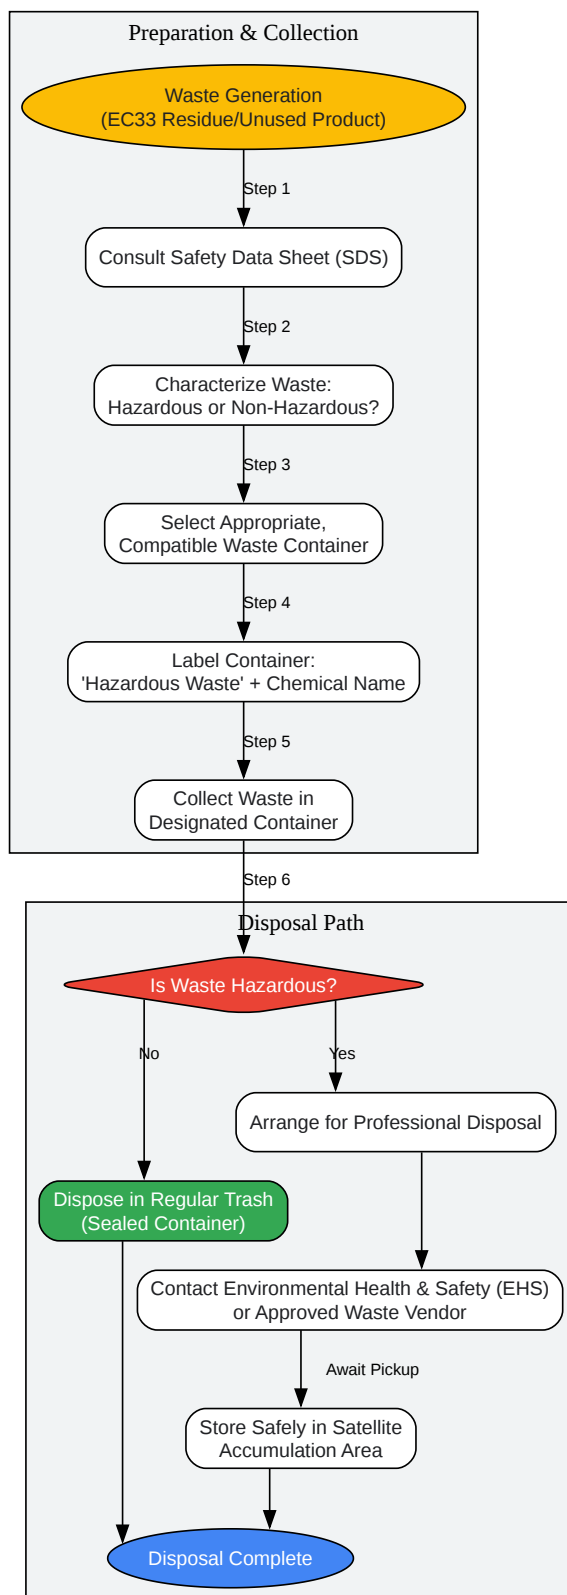 Preparation & Collection
Waste Generation
(EC33 Residue/Unused Product)
Step 1
Consult Safety Data Sheet (SDS)
Step 2
Characterize Waste:
Hazardous or Non-Hazardous?
Step 3
Select Appropriate,
Compatible Waste Container
Step 4
Label Container:
'Hazardous Waste' + Chemical Name
Step 5
Collect Waste in
Designated Container
Step 6
Disposal Path
Is Waste Hazardous?
No
Yes
Arrange for Professional Disposal
Dispose in Regular Trash
(Sealed Container)
Contact Environmental Health & Safety (EHS)
or Approved Waste Vendor
Await Pickup
Store Safely in Satellite
Accumulation Area
Disposal Complete